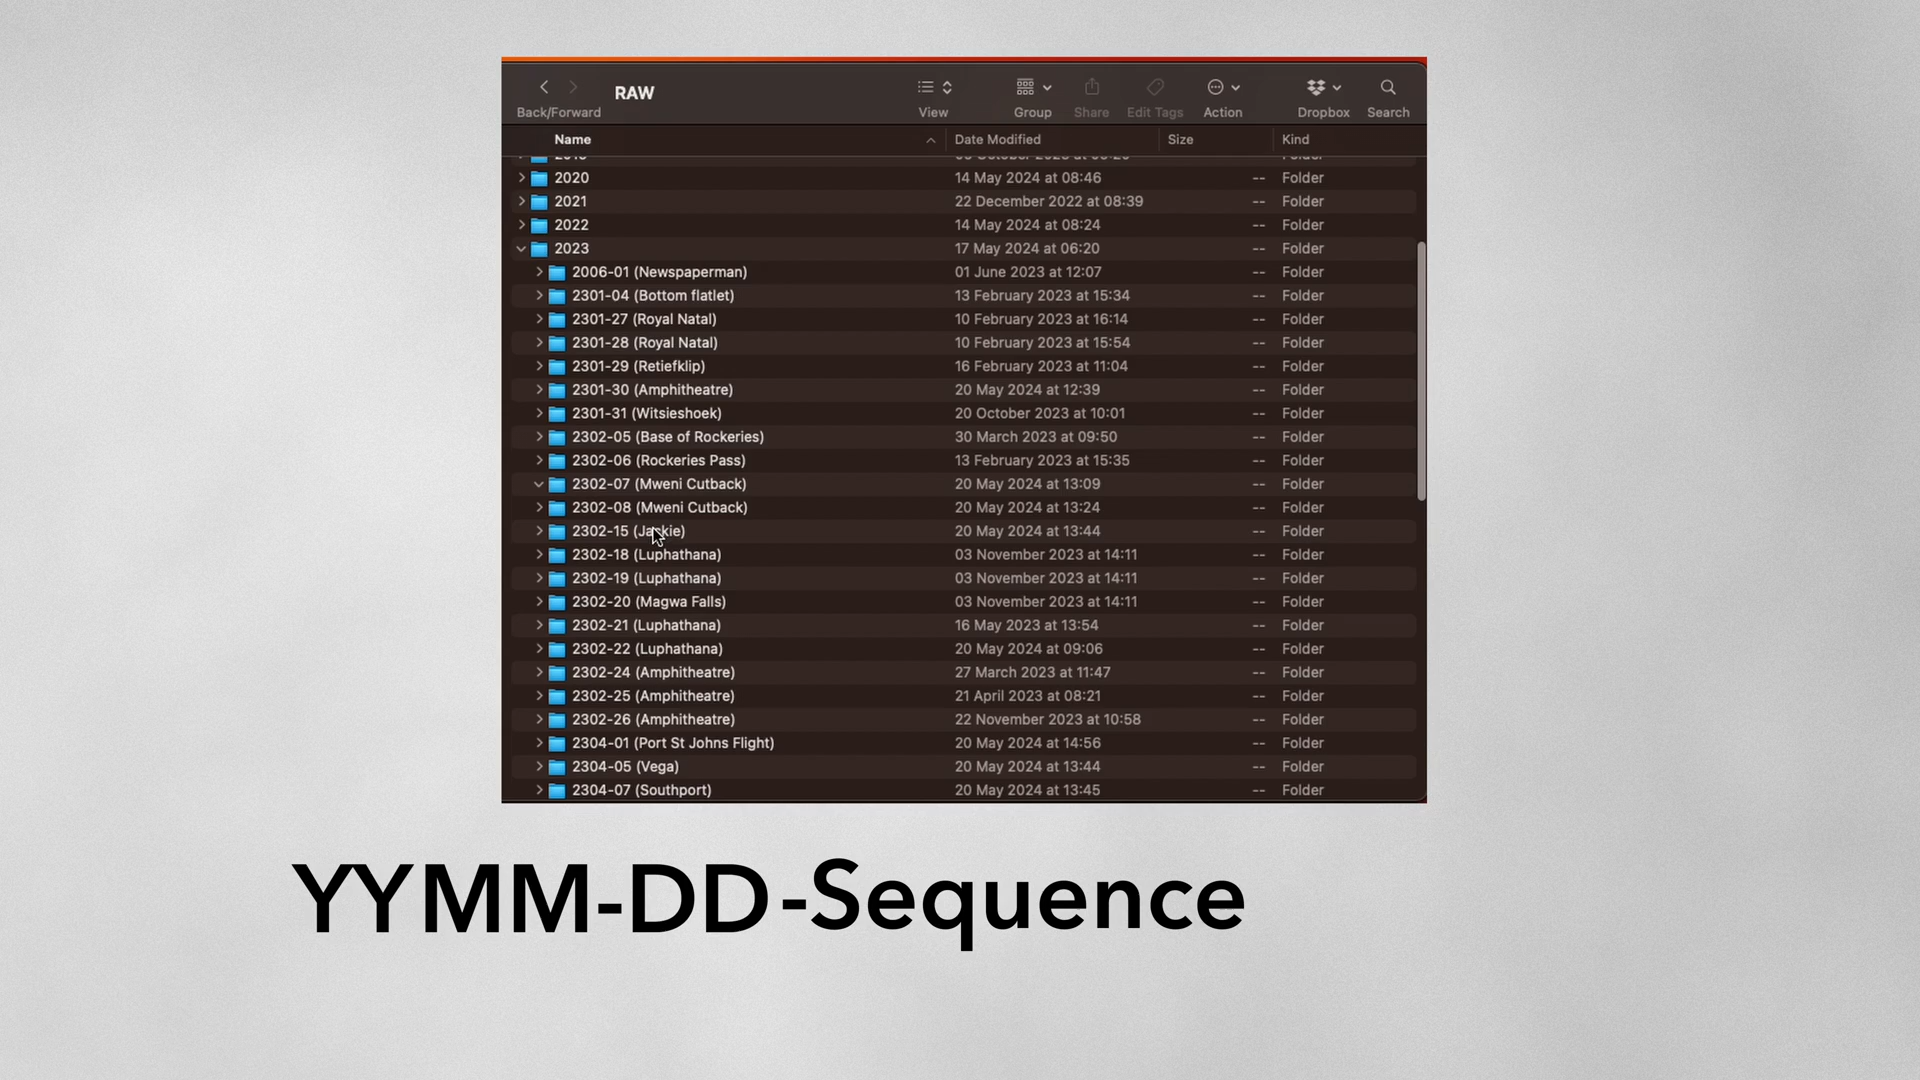 RAW
Back/Forward View Group Share Edit Tags Action Dropbox Search
Name Date Modified Size Kind
2020 14 May 2024 at 08:46 -- Folder
2021 22 December 2022 at 08:39 -- Folder
2022 14 May 2024 at 08:24 -- Folder
2023 17 May 2024 at 06:20 -- Folder
2006-01 (Newspaperman) 01 June 2023 at 12:07 -- Folder
2301-04 (Bottom flatlet) 13 February 2023 at 15:34 -- Folder
2301-27 (Royal Natal) 10 February 2023 at 16:14 -- Folder
2301-28 (Royal Natal) 10 February 2023 at 15:54 -- Folder
2301-29 (Retiefklip) 16 February 2023 at 11:04 -- Folder
2301-30 (Amphitheatre) 20 May 2024 at 12:39 -- Folder
2301-31 (Witsieshoek) 20 October 2023 at 10:01 -- Folder
2302-05 (Base of Rockeries) 30 March 2023 at 09:50 -- Folder
2302-06 (Rockeries Pass) 13 February 2023 at 15:35 -- Folder
2302-07 (Mweni Cutback) 20 May 2024 at 13:09 -- Folder
2302-08 (Mweni Cutback) 20 May 2024 at 13:24 -- Folder
2302-15 (Jackie) 20 May 2024 at 13:44 -- Folder
2302-18 (Luphathana) 03 November 2023 at 14:11 -- Folder
2302-19 (Luphathana) 03 November 2023 at 14:11 -- Folder
2302-20 (Magwa Falls) 03 November 2023 at 14:11 -- Folder
2302-21 (Luphathana) 16 May 2023 at 13:54 -- Folder
2302-22 (Luphathana) 20 May 2024 at 09:06 -- Folder
2302-24 (Amphitheatre) 27 March 2023 at 11:47 -- Folder
2302-25 (Amphitheatre) 21 April 2023 at 08:21 -- Folder
2302-26 (Amphitheatre) 22 November 2023 at 10:58 -- Folder
2304-01 (Port St Johns Flight) 20 May 2024 at 14:56 -- Folder
2304-05 (Vega) 20 May 2024 at 13:44 -- Folder
2304-07 (Southport) 20 May 2024 at 13:45 -- Folder
YYMM-DD-Sequence